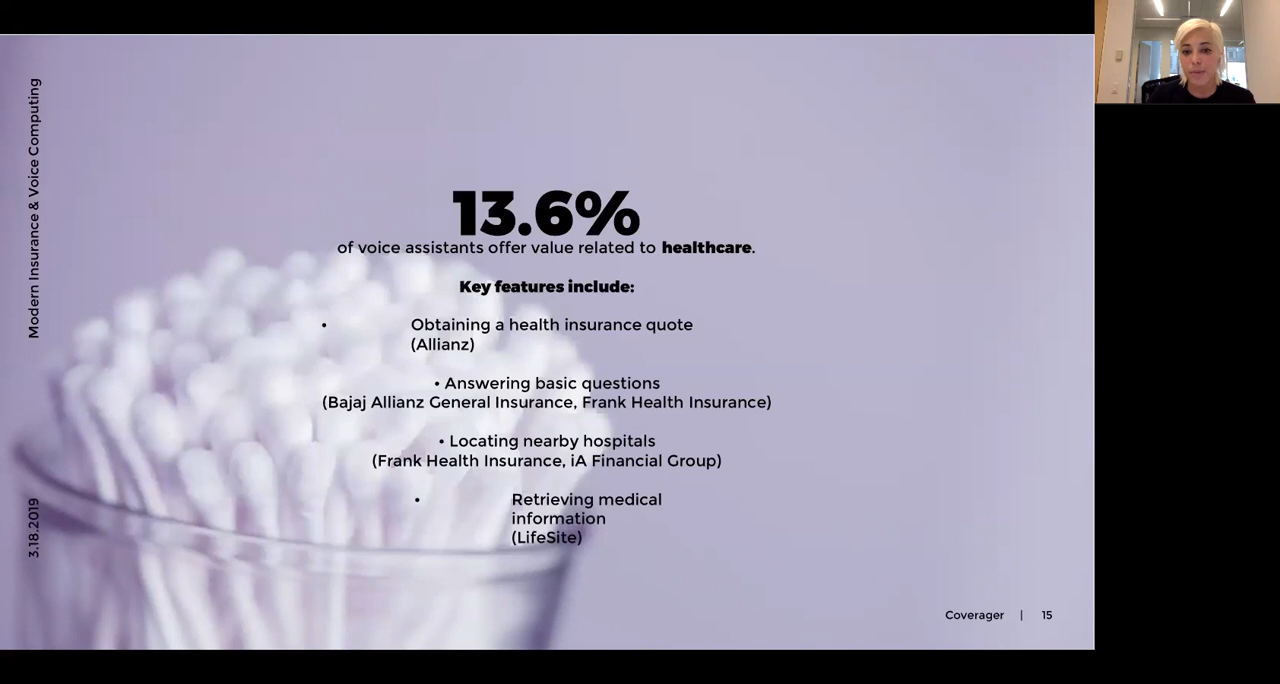 Modern Insurance & Voice Computing
3.18.2019
13.6%
of voice assistants offer value related to healthcare.
Key features include:
• Obtaining a health insurance quote
(Allianz)
• Answering basic questions
(Bajaj Allianz General Insurance, Frank Health Insurance)
• Locating nearby hospitals
(Frank Health Insurance, iA Financial Group)
• Retrieving medical
information
(LifeSite)
Coverager | 15